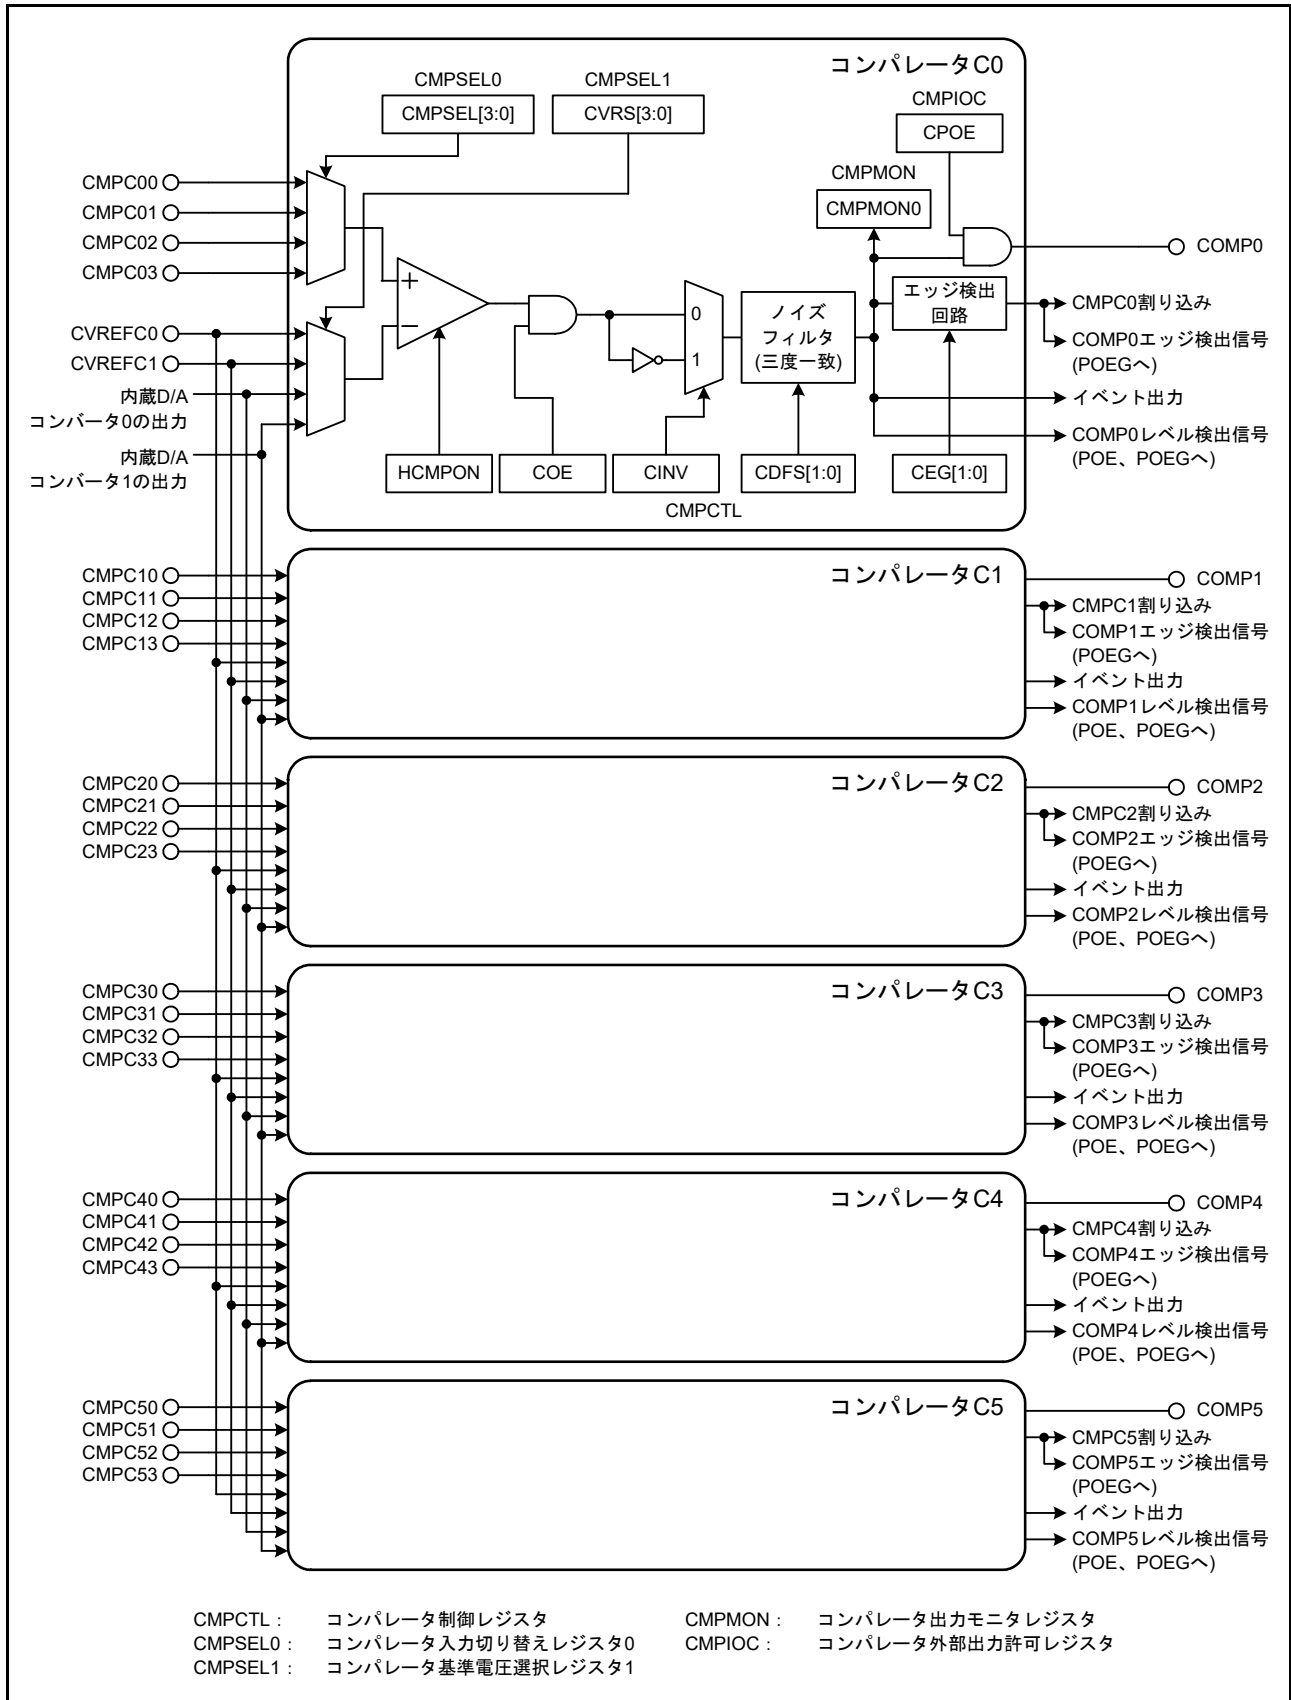 コンパレータC0
CMPSEL0
CMPSEL[3:0]
CMPSEL1
CVRS[3:0]
CMPIOC
CPOE
CMPMON
CMPMON0
CMPC00
CMPC01
CMPC02
CMPC03
CVREFC0
CVREFC1
内蔵D/A
コンバータ0の出力
内蔵D/A
コンバータ1の出力
+
−
0
1
ノイズ
フィルタ
(三度一致)
エッジ検出
回路
HCMPON
COE
CINV
CDFS[1:0]
CEG[1:0]
CMPCTL
COMP0
CMPC0割り込み
COMP0エッジ検出信号
(POEGへ)
イベント出力
COMP0レベル検出信号
(POE、POEGへ)
コンパレータC1
CMPC10
CMPC11
CMPC12
CMPC13
COMP1
CMPC1割り込み
COMP1エッジ検出信号
(POEGへ)
イベント出力
COMP1レベル検出信号
(POE、POEGへ)
コンパレータC2
CMPC20
CMPC21
CMPC22
CMPC23
COMP2
CMPC2割り込み
COMP2エッジ検出信号
(POEGへ)
イベント出力
COMP2レベル検出信号
(POE、POEGへ)
コンパレータC3
CMPC30
CMPC31
CMPC32
CMPC33
COMP3
CMPC3割り込み
COMP3エッジ検出信号
(POEGへ)
イベント出力
COMP3レベル検出信号
(POE、POEGへ)
コンパレータC4
CMPC40
CMPC41
CMPC42
CMPC43
COMP4
CMPC4割り込み
COMP4エッジ検出信号
(POEGへ)
イベント出力
COMP4レベル検出信号
(POE、POEGへ)
コンパレータC5
CMPC50
CMPC51
CMPC52
CMPC53
COMP5
CMPC5割り込み
COMP5エッジ検出信号
(POEGへ)
イベント出力
COMP5レベル検出信号
(POE、POEGへ)
CMPCTL： コンパレータ制御レジスタ
CMPSEL0： コンパレータ入力切り替えレジスタ0
CMPSEL1： コンパレータ基準電圧選択レジスタ1
CMPMON： コンパレータ出力モニタレジスタ
CMPIOC： コンパレータ外部出力許可レジスタ